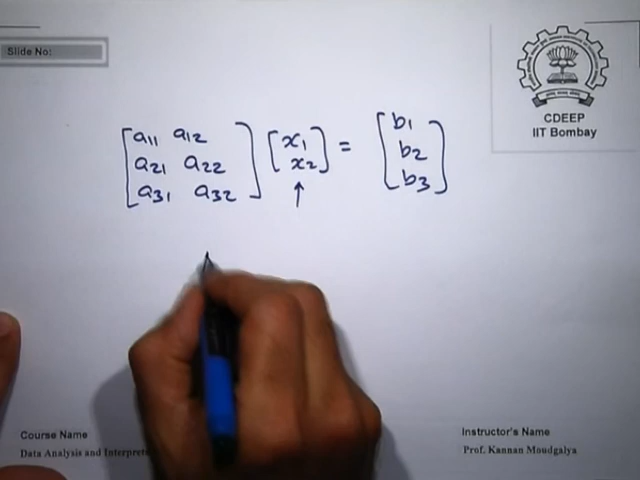 Slide No:
CDEEP
IIT Bombay
a11 a12
a21 a22
a31 a32
x1
x2
=
b1
b2
b3
↑
Course Name
Data Analysis and Interpret
Instructor's Name
Prof. Kannan Moudgalya